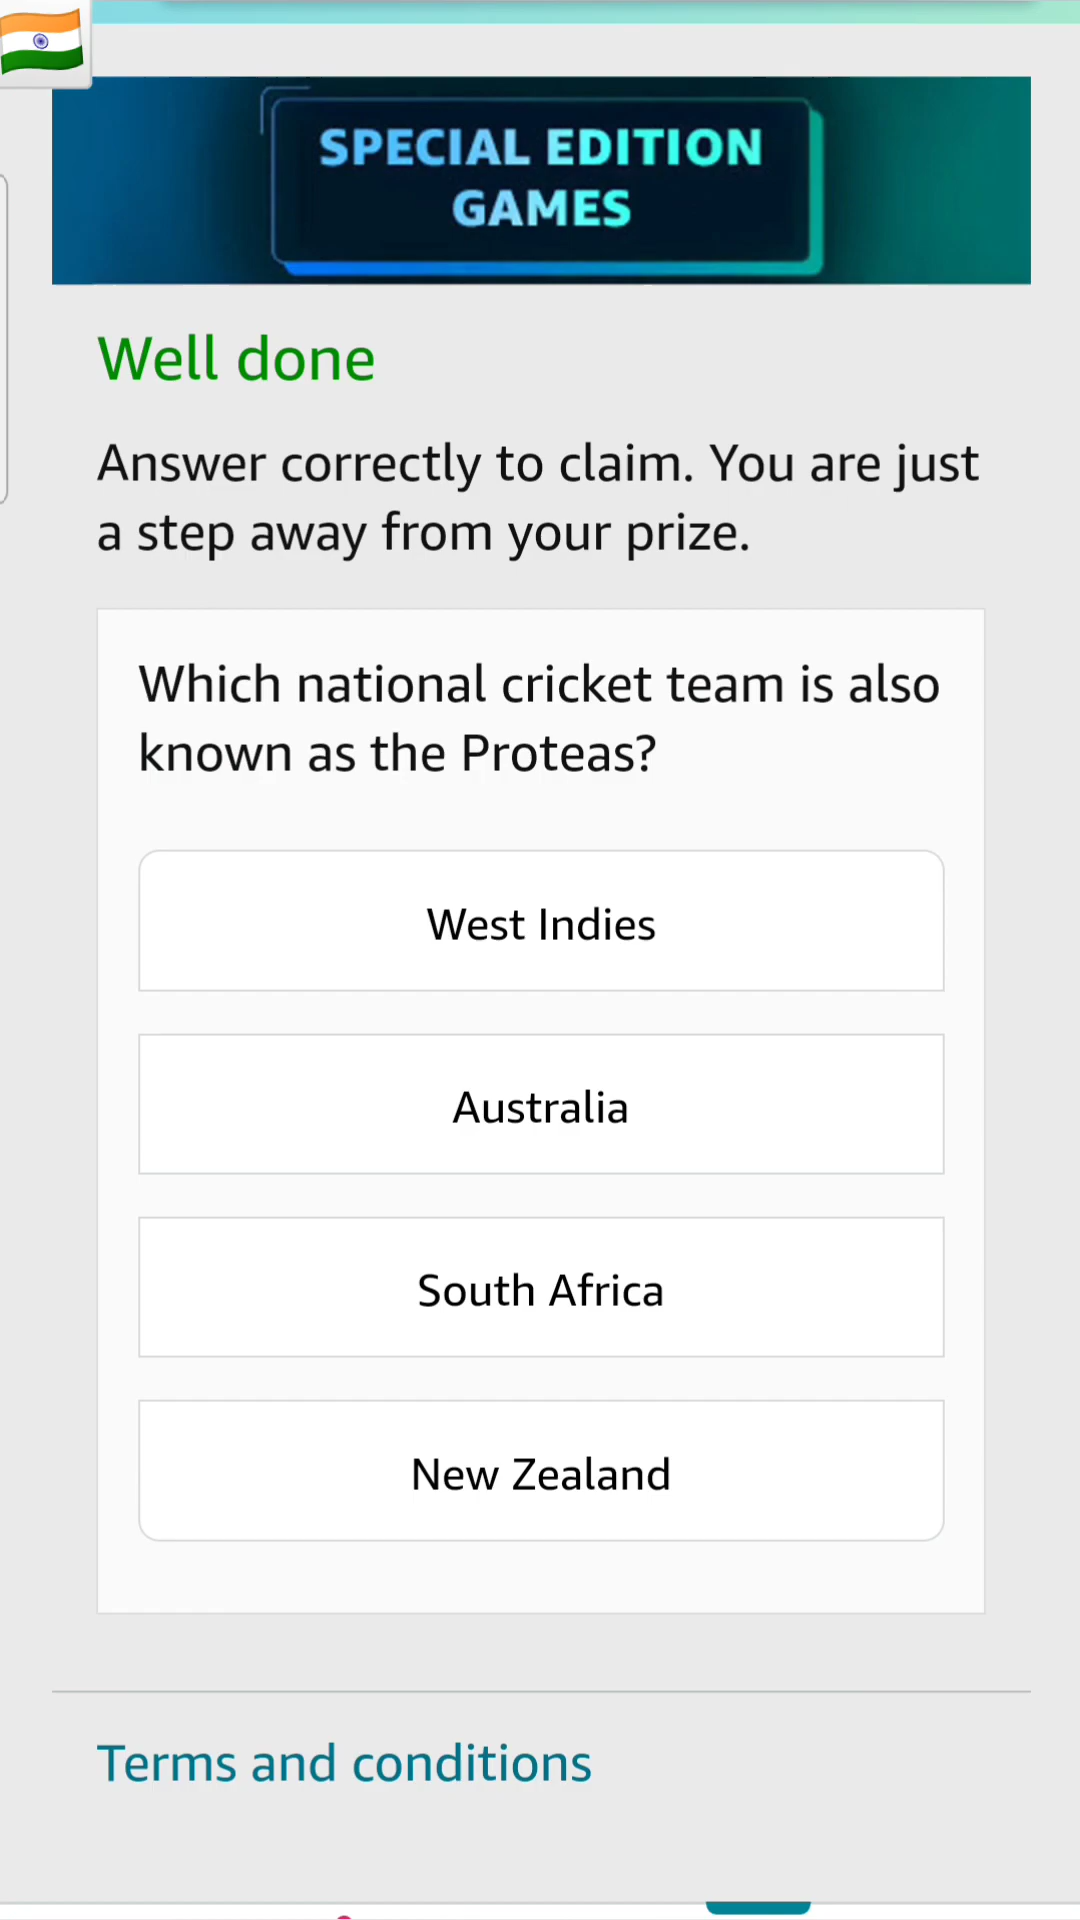 SPECIAL EDITION
GAMES
Well done
Answer correctly to claim. You are just
a step away from your prize.
Which national cricket team is also
known as the Proteas?
West Indies
Australia
South Africa
New Zealand
Terms and conditions